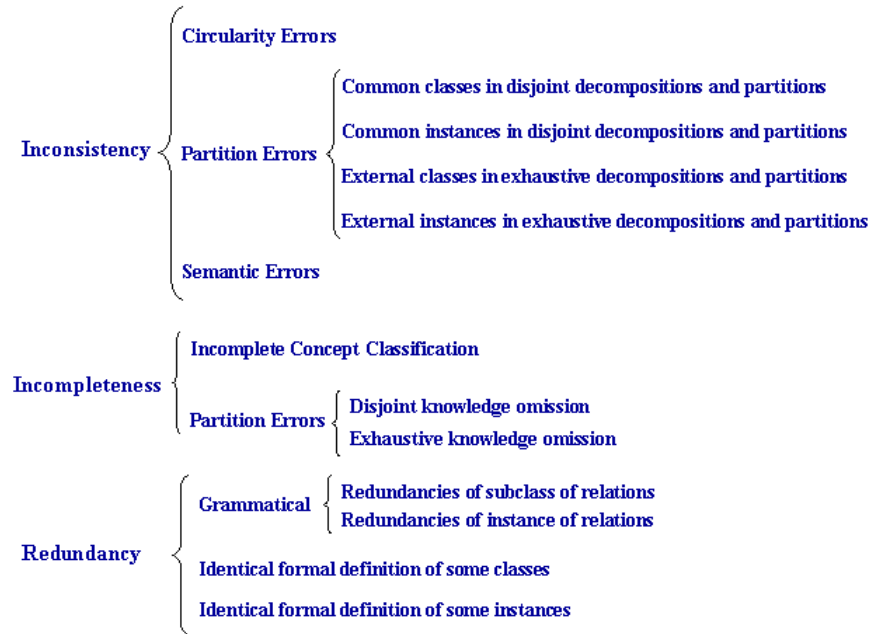 Circularity Errors
Common classes in disjoint decompositions and partitions
Common instances in disjoint decompositions and partitions
Inconsistency
Partition Errors
External classes in exhaustive decompositions and partitions
External instances in exhaustive decompositions and partitions
Semantic Errors
Incomplete Concept Classification
Incompleteness
Partition Errors
Disjoint knowledge omission
Exhaustive knowledge omission
Grammatical
Redundancies of subclass of relations
Redundancies of instance of relations
Redundancy
Identical formal definition of some classes
Identical formal definition of some instances